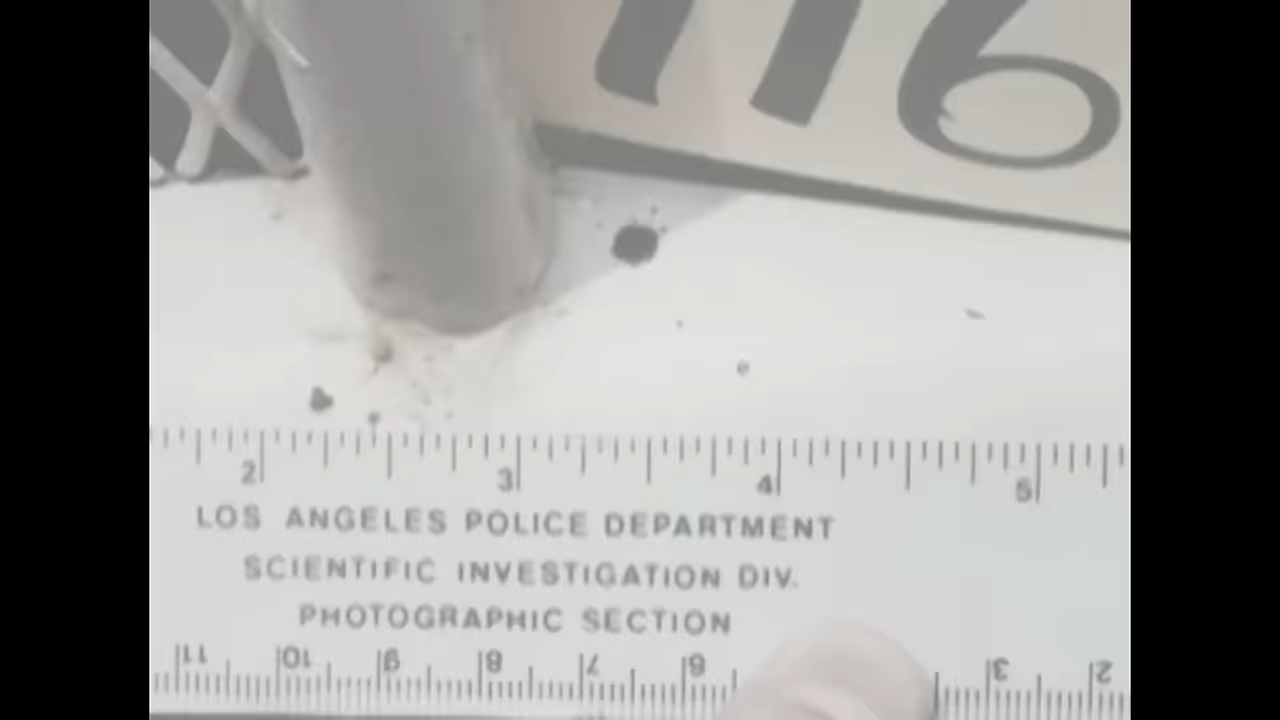 116
2 3 4 5
LOS ANGELES POLICE DEPARTMENT
SCIENTIFIC INVESTIGATION DIV.
PHOTOGRAPHIC SECTION
11 10 9 8 7 6 3 2